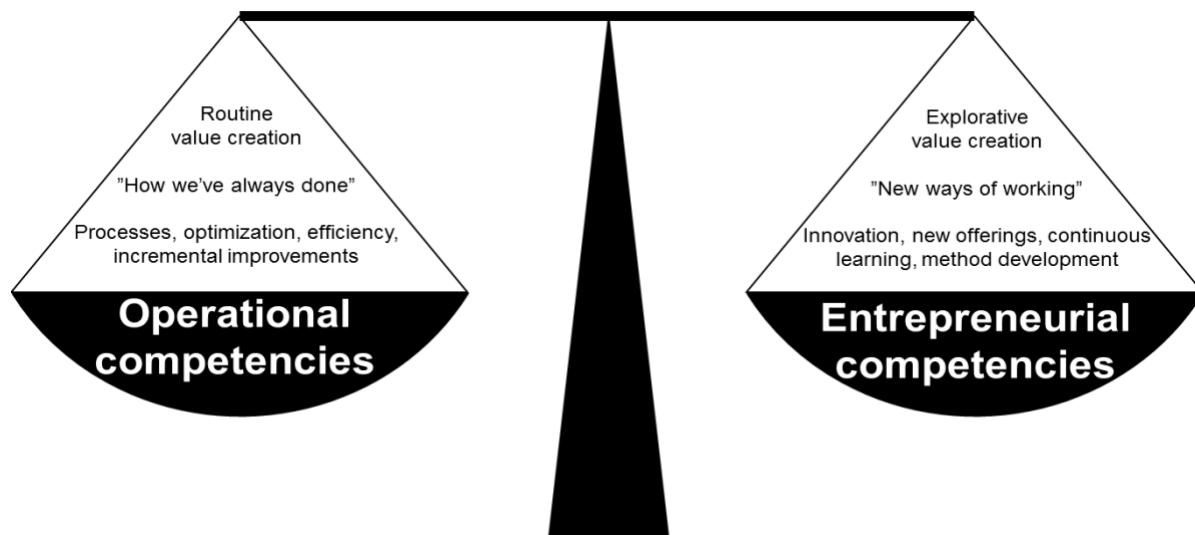 Routine
value creation
”How we’ve always done”
Processes, optimization, efficiency,
incremental improvements
Operational
competencies
Explorative
value creation
”New ways of working”
Innovation, new offerings, continuous
learning, method development
Entrepreneurial
competencies